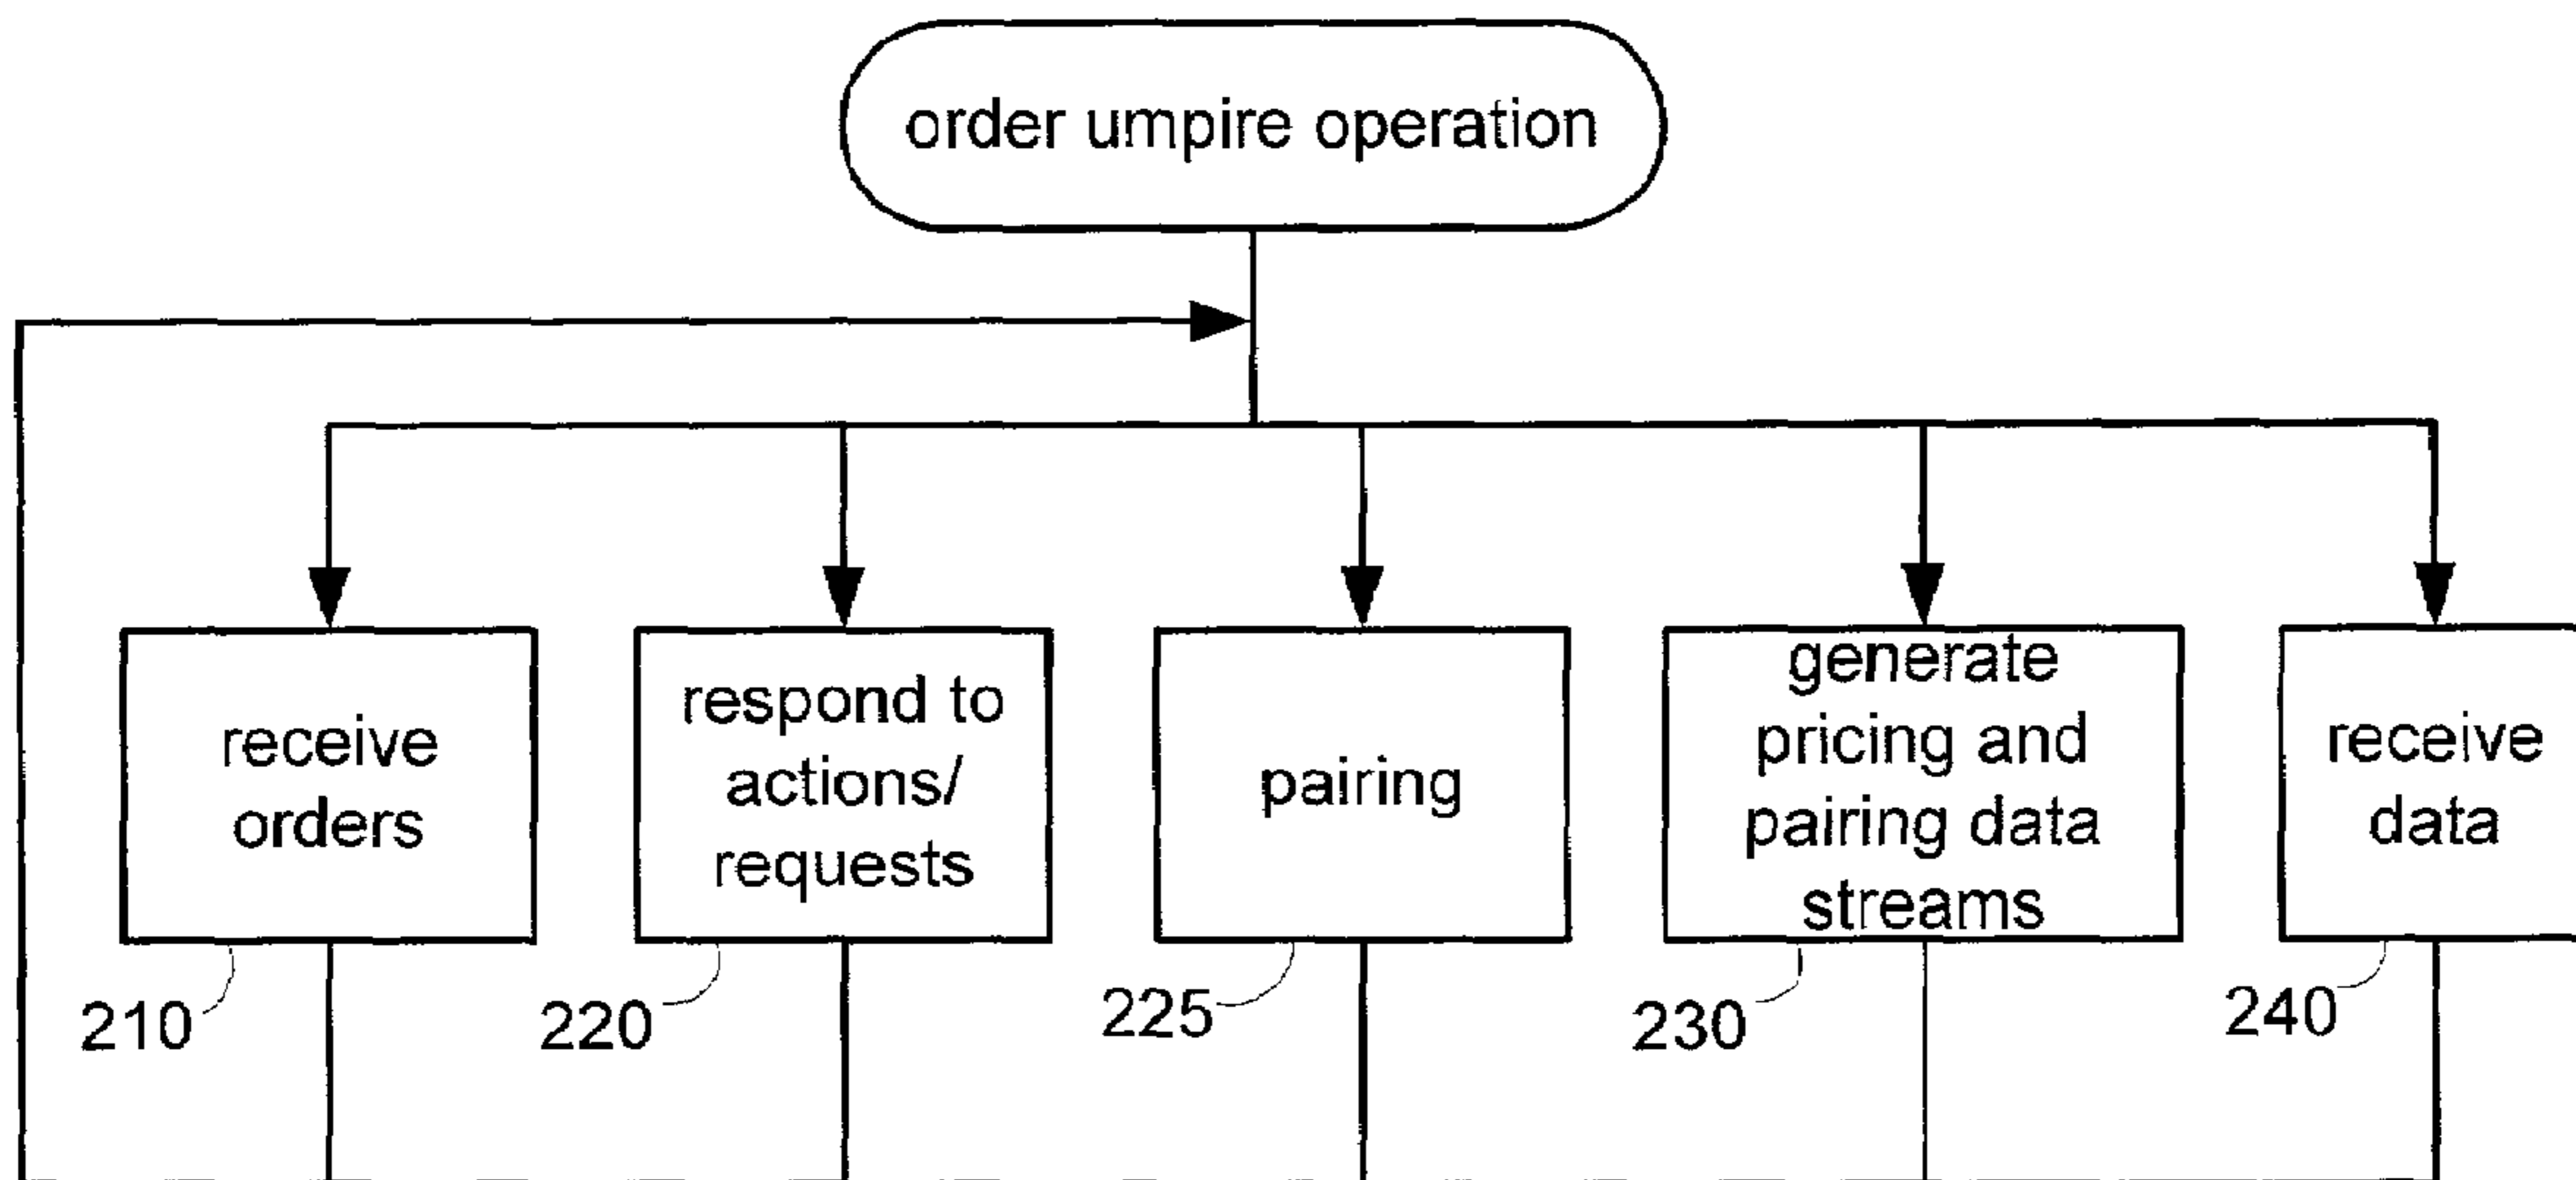 order umpire operation
receive
orders
respond to
actions/
requests
pairing
generate
pricing and
pairing data
streams
receive
data
210
220
225
230
240